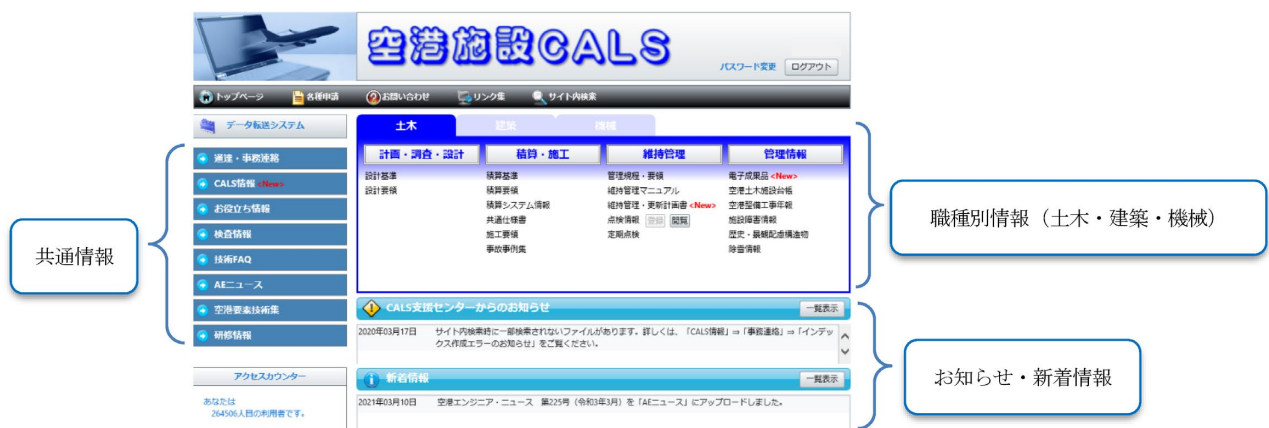 空港施設CALS
パスワード変更 ログアウト
トップページ 各種申請 お問い合わせ リンク集 サイト内検索
データ転送システム
通達・事務連絡
CALS情報 <New>
お役立ち情報
検査情報
技術FAQ
AEニュース
空港要素技術集
研修情報
アクセスカウンター
あなたは
264506人目の利用者です。
共通情報
土木 建築 機械
計画・調査・設計 積算・施工 維持管理 管理情報
設計基準 積算基準 管理規程・要領 電子成果品 <New>
設計要領 積算要領 維持管理マニュアル 空港土木施設台帳
積算システム情報 維持管理・更新計画書 <New> 空港整備工事年報
共通仕様書 点検情報 登録 閲覧 施設障害情報
施工要領 定期点検 歴史・景観配慮構造物
事故事例集 除雪情報
職種別情報（土木・建築・機械）
CALS支援センターからのお知らせ 一覧表示
2020年03月17日 サイト内検索時に一部検索されないファイルがあります。詳しくは、「CALS情報」⇒「事務連絡」⇒「インデッ
クス作成エラーのお知らせ」をご覧ください。
新着情報 一覧表示
2021年03月10日 空港エンジニア・ニュース 第225号（令和3年3月）を「AEニュース」にアップロードしました。
お知らせ・新着情報